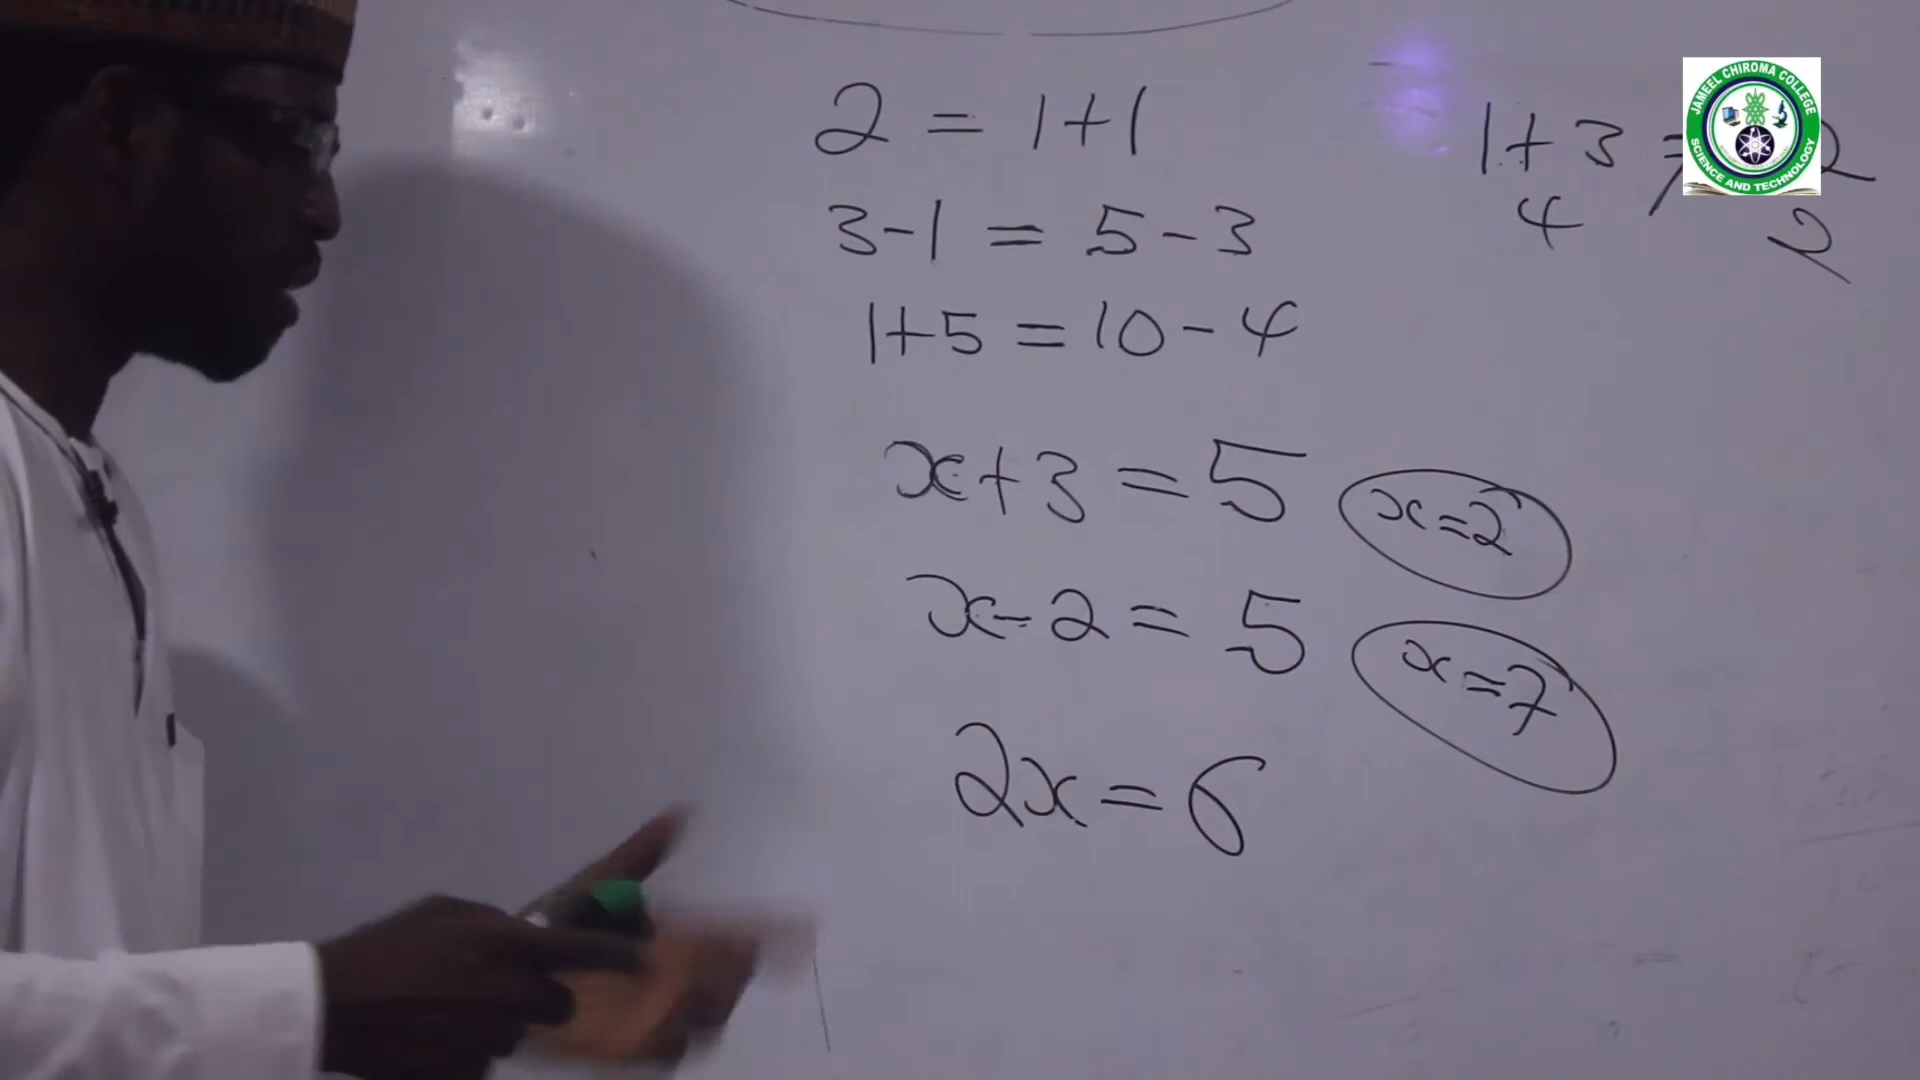 2 = 1+1
3-1 = 5-3
1+5 = 10-4
x+3 = 5 x=2
x-2 = 5 x=7
2x = 6
1+3 ≠ 2
4 2
JAMEEL CHIROMA COLLEGE
SCIENCE AND TECHNOLOGY